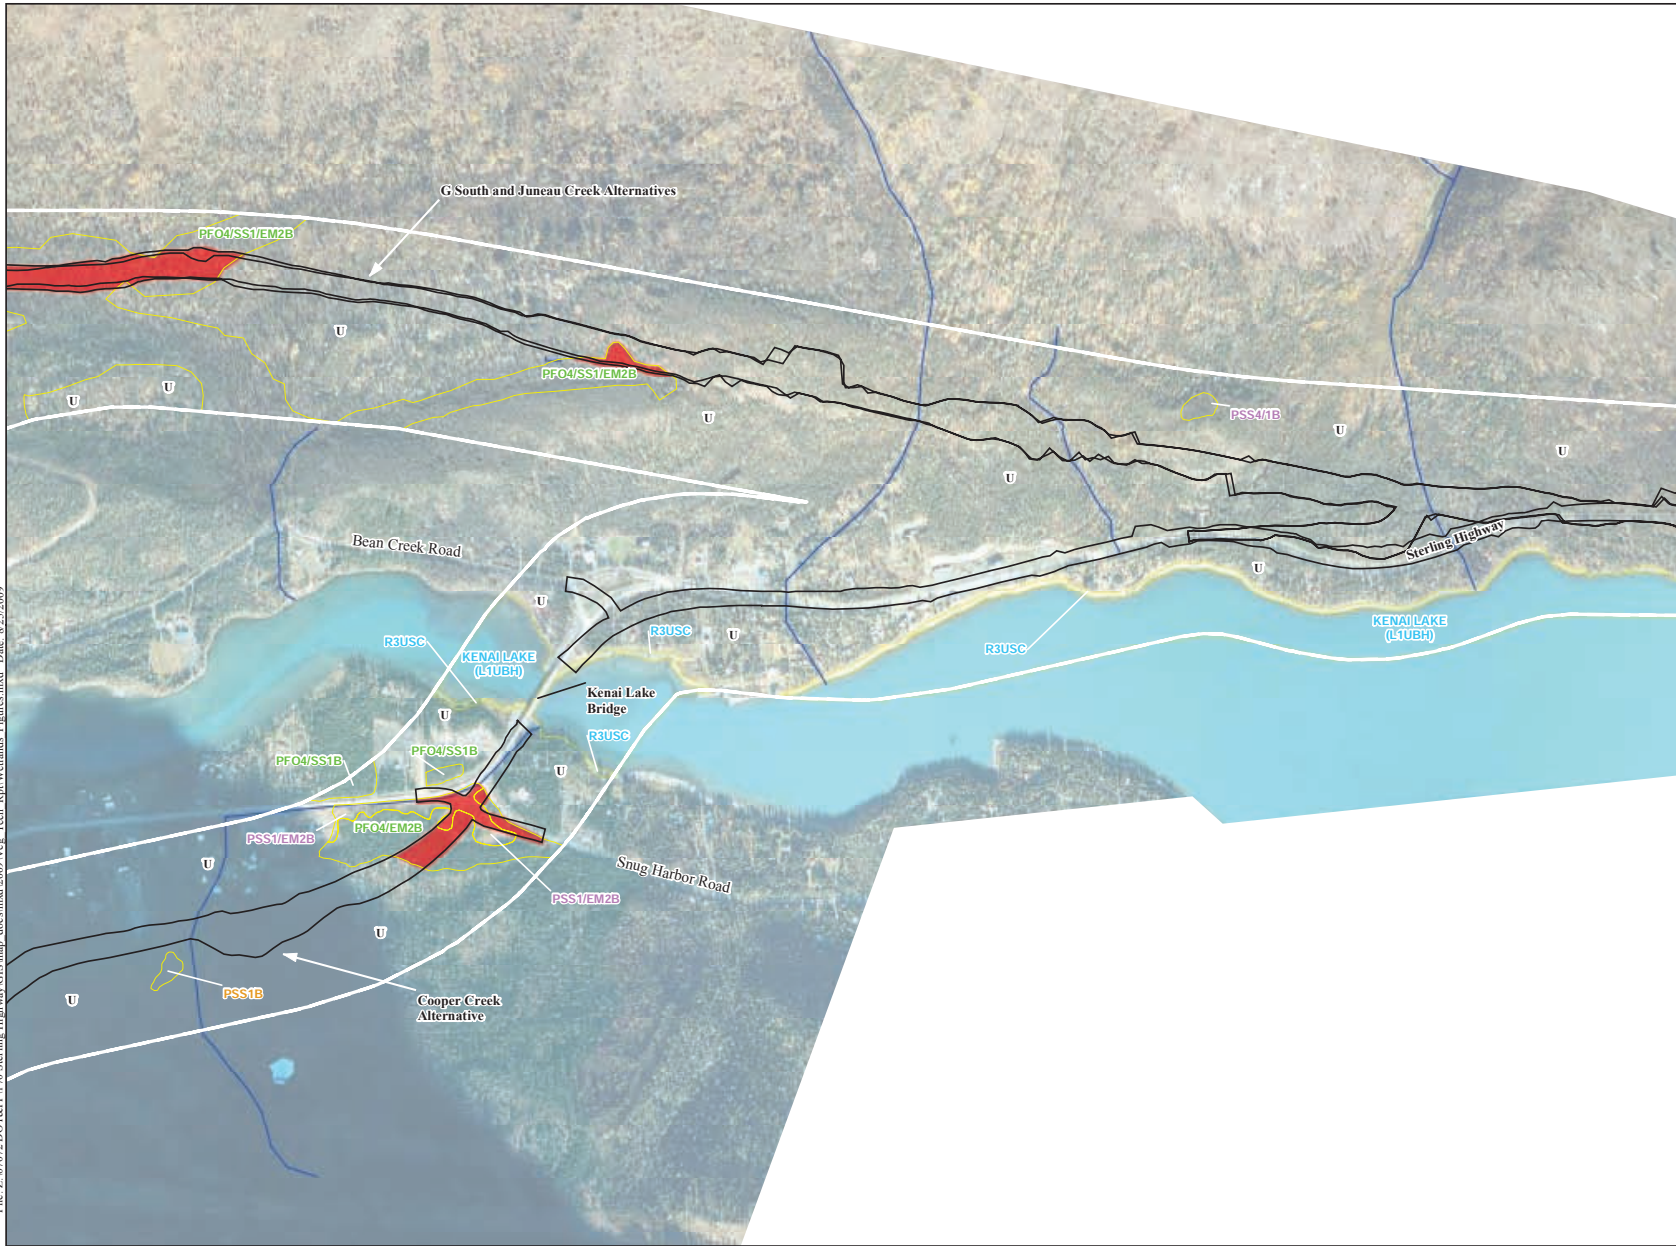 G South and Juneau Creek Alternatives
PFO4/SS1/EM2B
U
PFO4/SS1/EM2B
U
U
U
PSS4/1B
U
U
U
Bean Creek Road
Sterling Highway
U
U
R3USC
U
R3USC
KENAI LAKE
(L1UBH)
R3USC
KENAI LAKE
(L1UBH)
Kenai Lake
Bridge
U
R3USC
PFO4/SS1B
PFO4/SS1B
U
PSS1/EM2B
PFO4/EM2B
U
Snug Harbor Road
PSS1/EM2B
U
PSS1B
U
Cooper Creek
Alternative